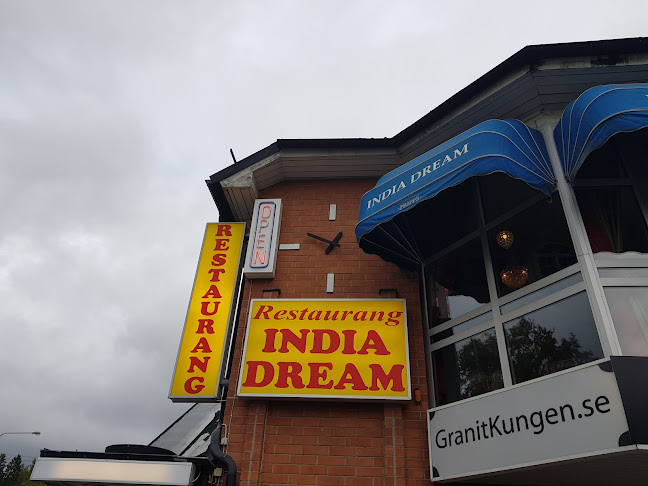 RESTAURANG
OPEN
Restaurang
INDIA
DREAM
INDIA DREAM
GranitKungen.se